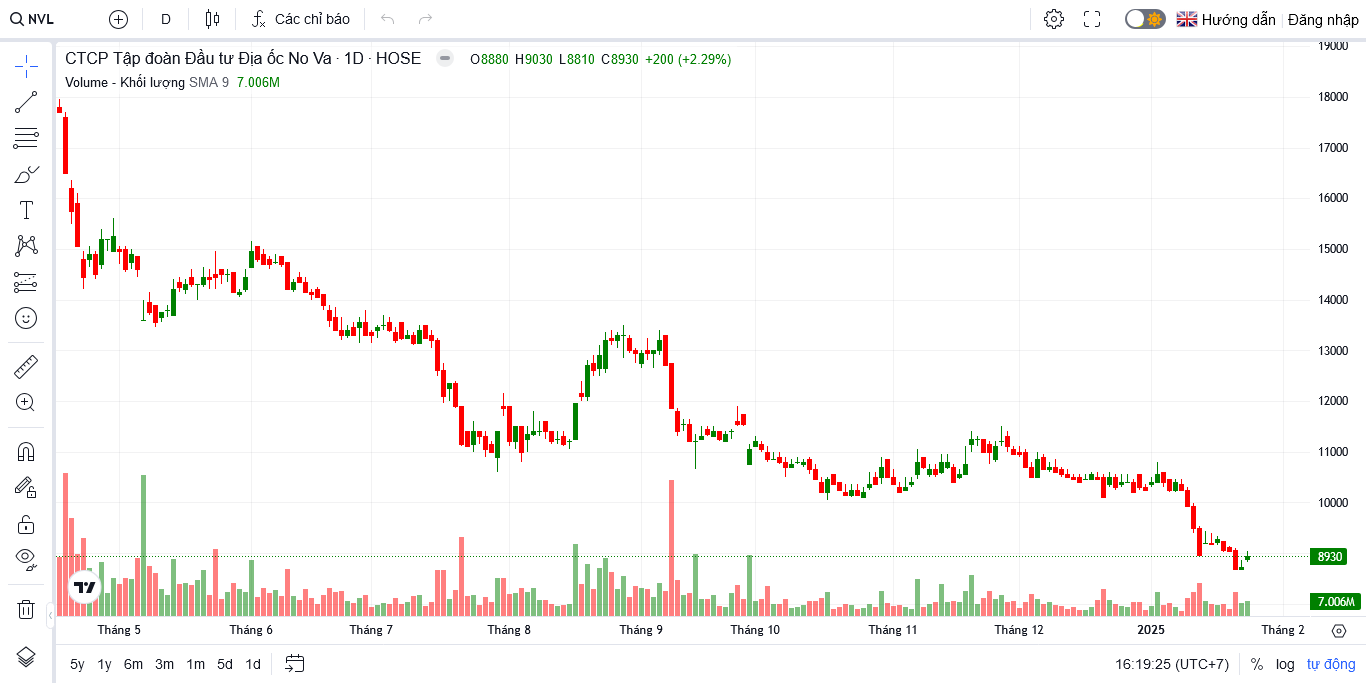 NVL D Các chỉ báo Hướng dẫn Đăng nhập
CTCP Tập đoàn Đầu tư Địa ốc No Va · 1D · HOSE O8880 H9030 L8810 C8930 +200 (+2.29%)
Volume - Khối lượng SMA 9 7.006M
19000
18000
17000
16000
15000
14000
13000
12000
11000
10000
8930
7.006M
Tháng 5 Tháng 6 Tháng 7 Tháng 8 Tháng 9 Tháng 10 Tháng 11 Tháng 12 2025 Tháng 2
5y 1y 6m 3m 1m 5d 1d 16:19:25 (UTC+7) % log tự động